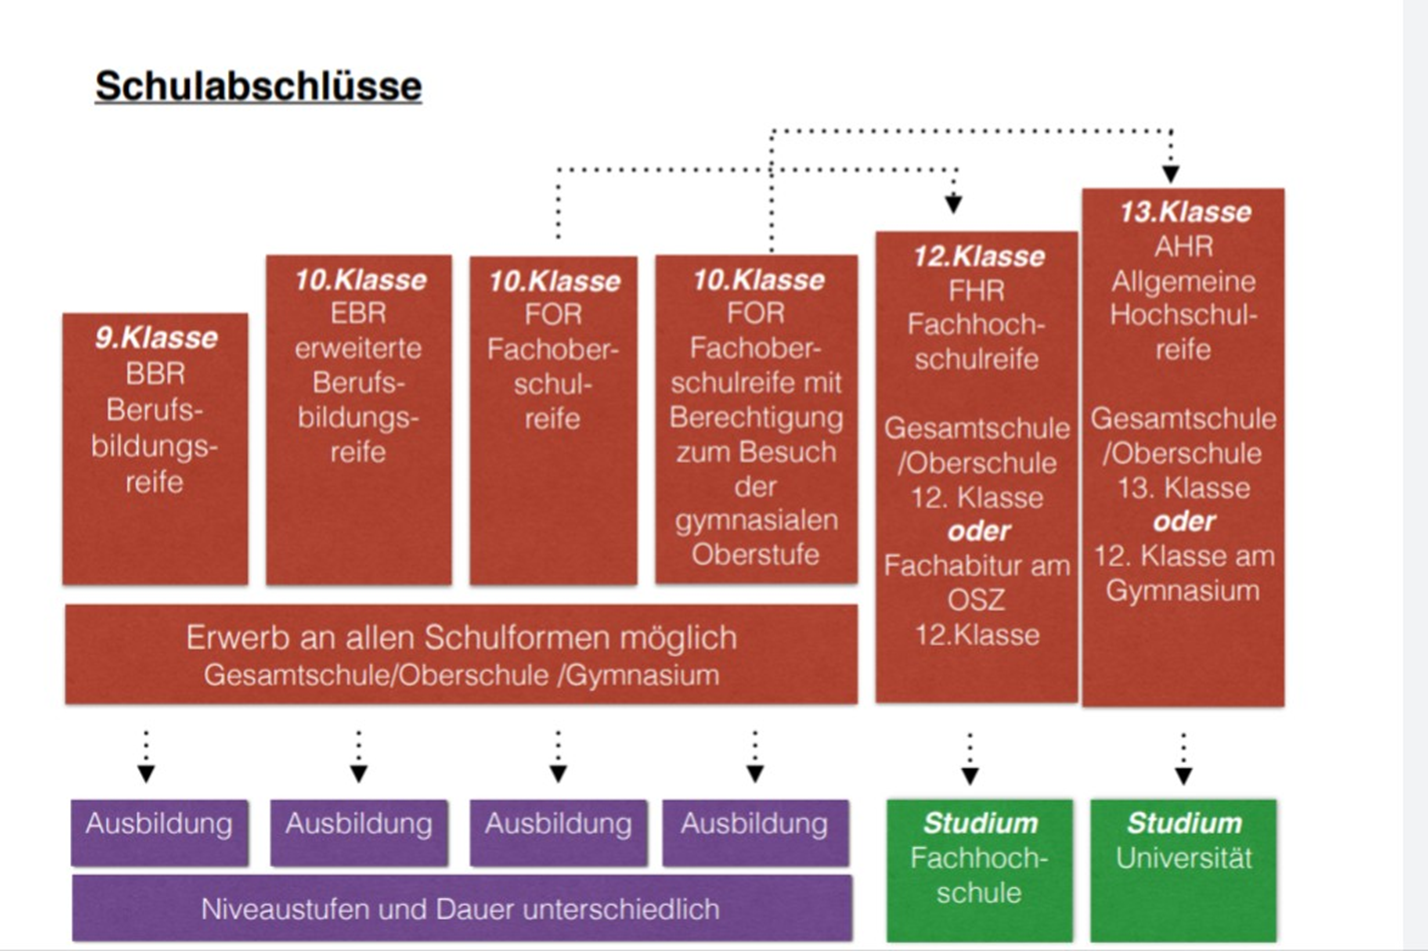 Schulabschlüsse
9.Klasse
BBR
Berufs-
bildungs-
reife
10.Klasse
EBR
erweiterte
Berufs-
bildungs-
reife
10.Klasse
FOR
Fachober-
schul-
reife
10.Klasse
FOR
Fachober-
schulreife mit
Berechtigung
zum Besuch
der
gymnasialen
Oberstufe
12.Klasse
FHR
Fachhoch-
schulreife
Gesamtschule
/Oberschule
12. Klasse
oder
Fachabitur am
OSZ
12.Klasse
13.Klasse
AHR
Allgemeine
Hochschul-
reife
Gesamtschule
/Oberschule
13. Klasse
oder
12. Klasse am
Gymnasium
Erwerb an allen Schulformen möglich
Gesamtschule/Oberschule /Gymnasium
Ausbildung
Ausbildung
Ausbildung
Ausbildung
Niveaustufen und Dauer unterschiedlich
Studium
Fachhoch-
schule
Studium
Universität